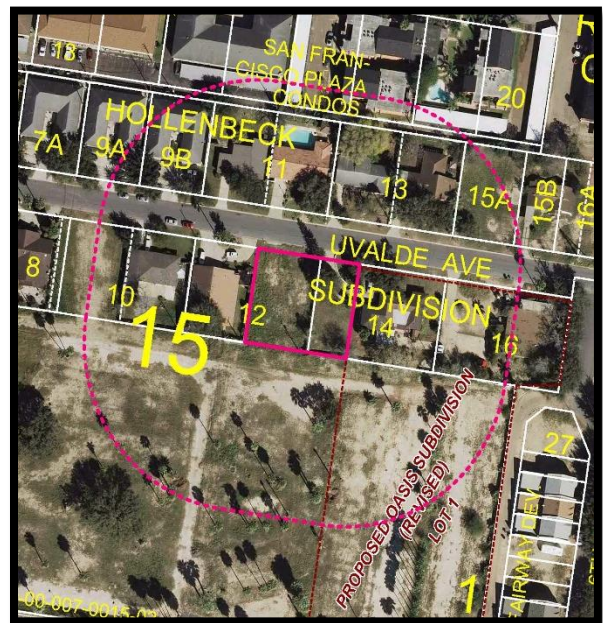 13
SAN FRAN-
CISCO PLAZA
CONDOS
20
R
C
HOLLENBECK
7A
9A
9B
11
13
15A
15B
16A
UVALDE AVE
SUBDIVISION
8
10
12
14
16
15
PROPOSED OASIS SUBDIVISION
(REVISED)
LOT 1
27
FAIRWAY DEV
ST
1
-00-007-0015-03